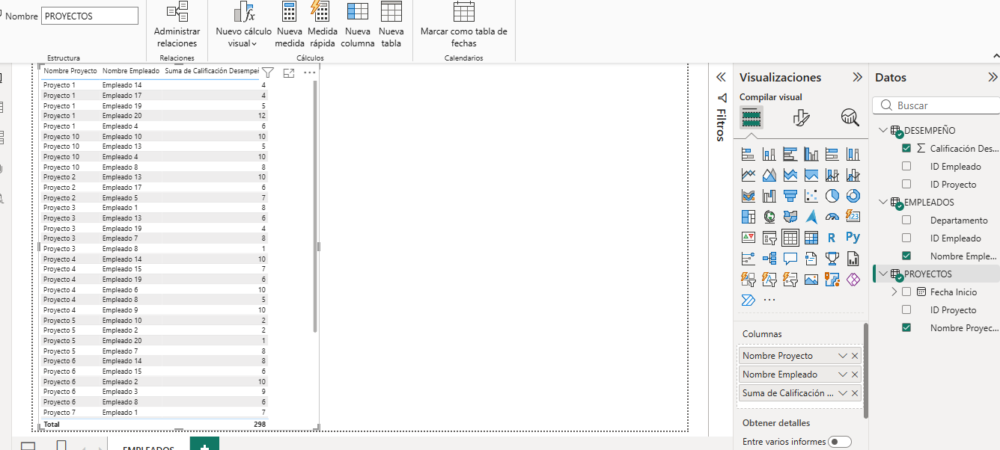 Nombre PROYECTOS
Administrar relaciones
Nuevo cálculo visual
Nueva medida
Medida rápida
Nueva columna
Nueva tabla
Marcar como tabla de fechas
Estructura
Relaciones
Cálculos
Calendarios
Nombre Proyecto Nombre Empleado Suma de Calificación Desempeñ
Proyecto 1 Empleado 14 4
Proyecto 1 Empleado 17 4
Proyecto 1 Empleado 19 5
Proyecto 1 Empleado 20 12
Proyecto 1 Empleado 4 6
Proyecto 10 Empleado 10 10
Proyecto 10 Empleado 13 5
Proyecto 10 Empleado 4 10
Proyecto 10 Empleado 8 8
Proyecto 2 Empleado 13 10
Proyecto 2 Empleado 17 6
Proyecto 2 Empleado 5 7
Proyecto 3 Empleado 1 8
Proyecto 3 Empleado 13 6
Proyecto 3 Empleado 19 4
Proyecto 3 Empleado 7 8
Proyecto 3 Empleado 8 1
Proyecto 4 Empleado 14 10
Proyecto 4 Empleado 15 7
Proyecto 4 Empleado 19 6
Proyecto 4 Empleado 6 10
Proyecto 4 Empleado 8 5
Proyecto 4 Empleado 9 10
Proyecto 5 Empleado 10 2
Proyecto 5 Empleado 2 2
Proyecto 5 Empleado 20 1
Proyecto 5 Empleado 7 8
Proyecto 6 Empleado 14 8
Proyecto 6 Empleado 15 6
Proyecto 6 Empleado 2 10
Proyecto 6 Empleado 3 9
Proyecto 6 Empleado 8 6
Proyecto 7 Empleado 1 7
Total 298
EMPLEADOS
Filtros
Visualizaciones
Compilar visual
123
R Py
Columnas
Nombre Proyecto
Nombre Empleado
Suma de Calificación ...
Obtener detalles
Entre varios informes
Datos
Buscar
DESEMPEÑO
Calificación Des...
ID Empleado
ID Proyecto
EMPLEADOS
Departamento
ID Empleado
Nombre Emple...
PROYECTOS
Fecha Inicio
ID Proyecto
Nombre Proyec...